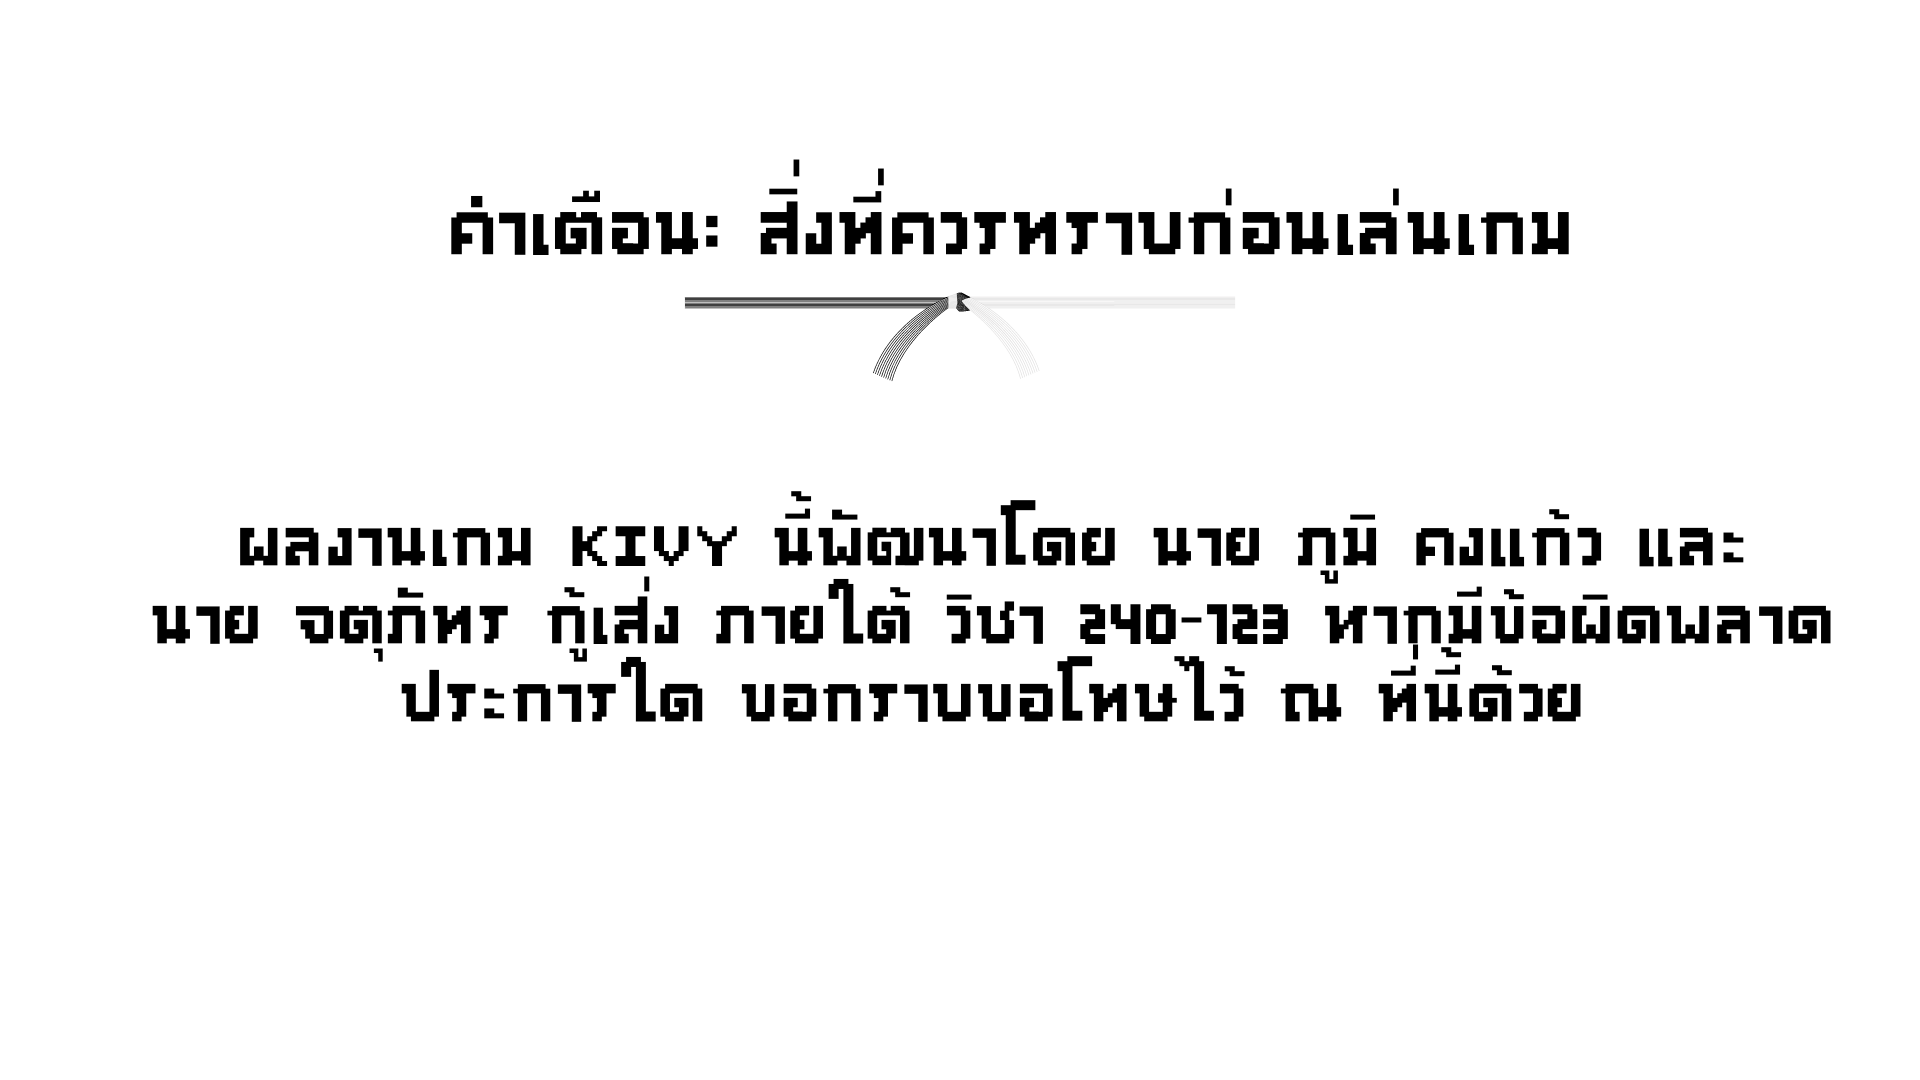 คำเตือน: สิ่งที่ควรทราบก่อนเล่นเกม
ผลงานเกม KIVY นี้พัฒนาโดย นาย ภูมิ คงแก้ว และ
นาย จตุภัทร กู้เส่ง ภายใต้ วิชา 240-123 หากมีข้อผิดพลาด
ประการใด ขอกราบขอโทษไว้ ณ ที่นี้ด้วย